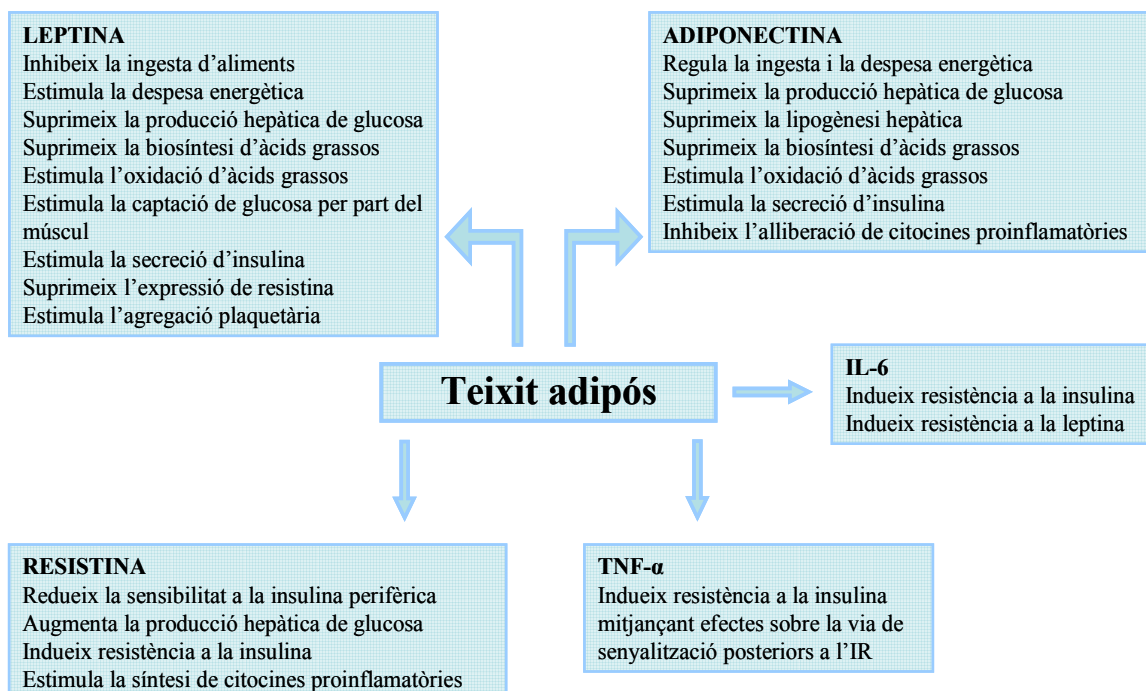 LEPTINA
Inhibeix la ingesta d’aliments
Estimula la despesa energètica
Suprimeix la producció hepàtica de glucosa
Suprimeix la biosíntesi d’àcids grassos
Estimula l’oxidació d’àcids grassos
Estimula la captació de glucosa per part del
múscul
Estimula la secreció d’insulina
Suprimeix l’expressió de resistina
Estimula l’agregació plaquetària
ADIPONECTINA
Regula la ingesta i la despesa energètica
Suprimeix la producció hepàtica de glucosa
Suprimeix la lipogènesi hepàtica
Suprimeix la biosíntesi d’àcids grassos
Estimula l’oxidació d’àcids grassos
Estimula la secreció d’insulina
Inhibeix l’alliberació de citocines proinflamatòries
Teixit adipós
IL-6
Indueix resistència a la insulina
Indueix resistència a la leptina
RESISTINA
Redueix la sensibilitat a la insulina perifèrica
Augmenta la producció hepàtica de glucosa
Indueix resistència a la insulina
Estimula la síntesi de citocines proinflamatòries
TNF-α
Indueix resistència a la insulina
mitjançant efectes sobre la via de
senyalització posteriors a l’IR